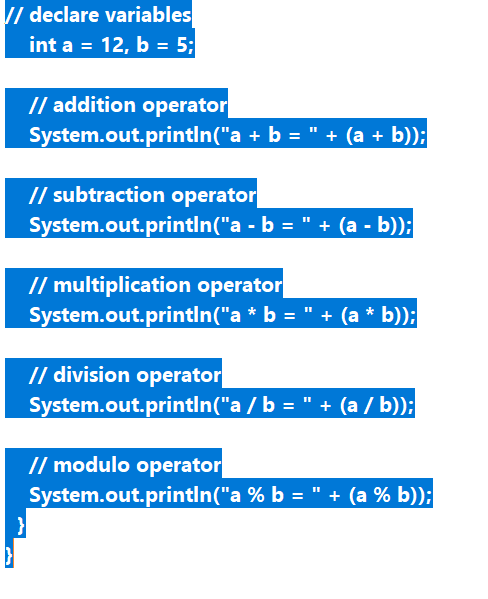 // declare variables
int a = 12, b = 5;
// addition operator
System.out.println("a + b = " + (a + b));
// subtraction operator
System.out.println("a - b = " + (a - b));
// multiplication operator
System.out.println("a * b = " + (a * b));
// division operator
System.out.println("a / b = " + (a / b));
// modulo operator
System.out.println("a % b = " + (a % b));
}
}